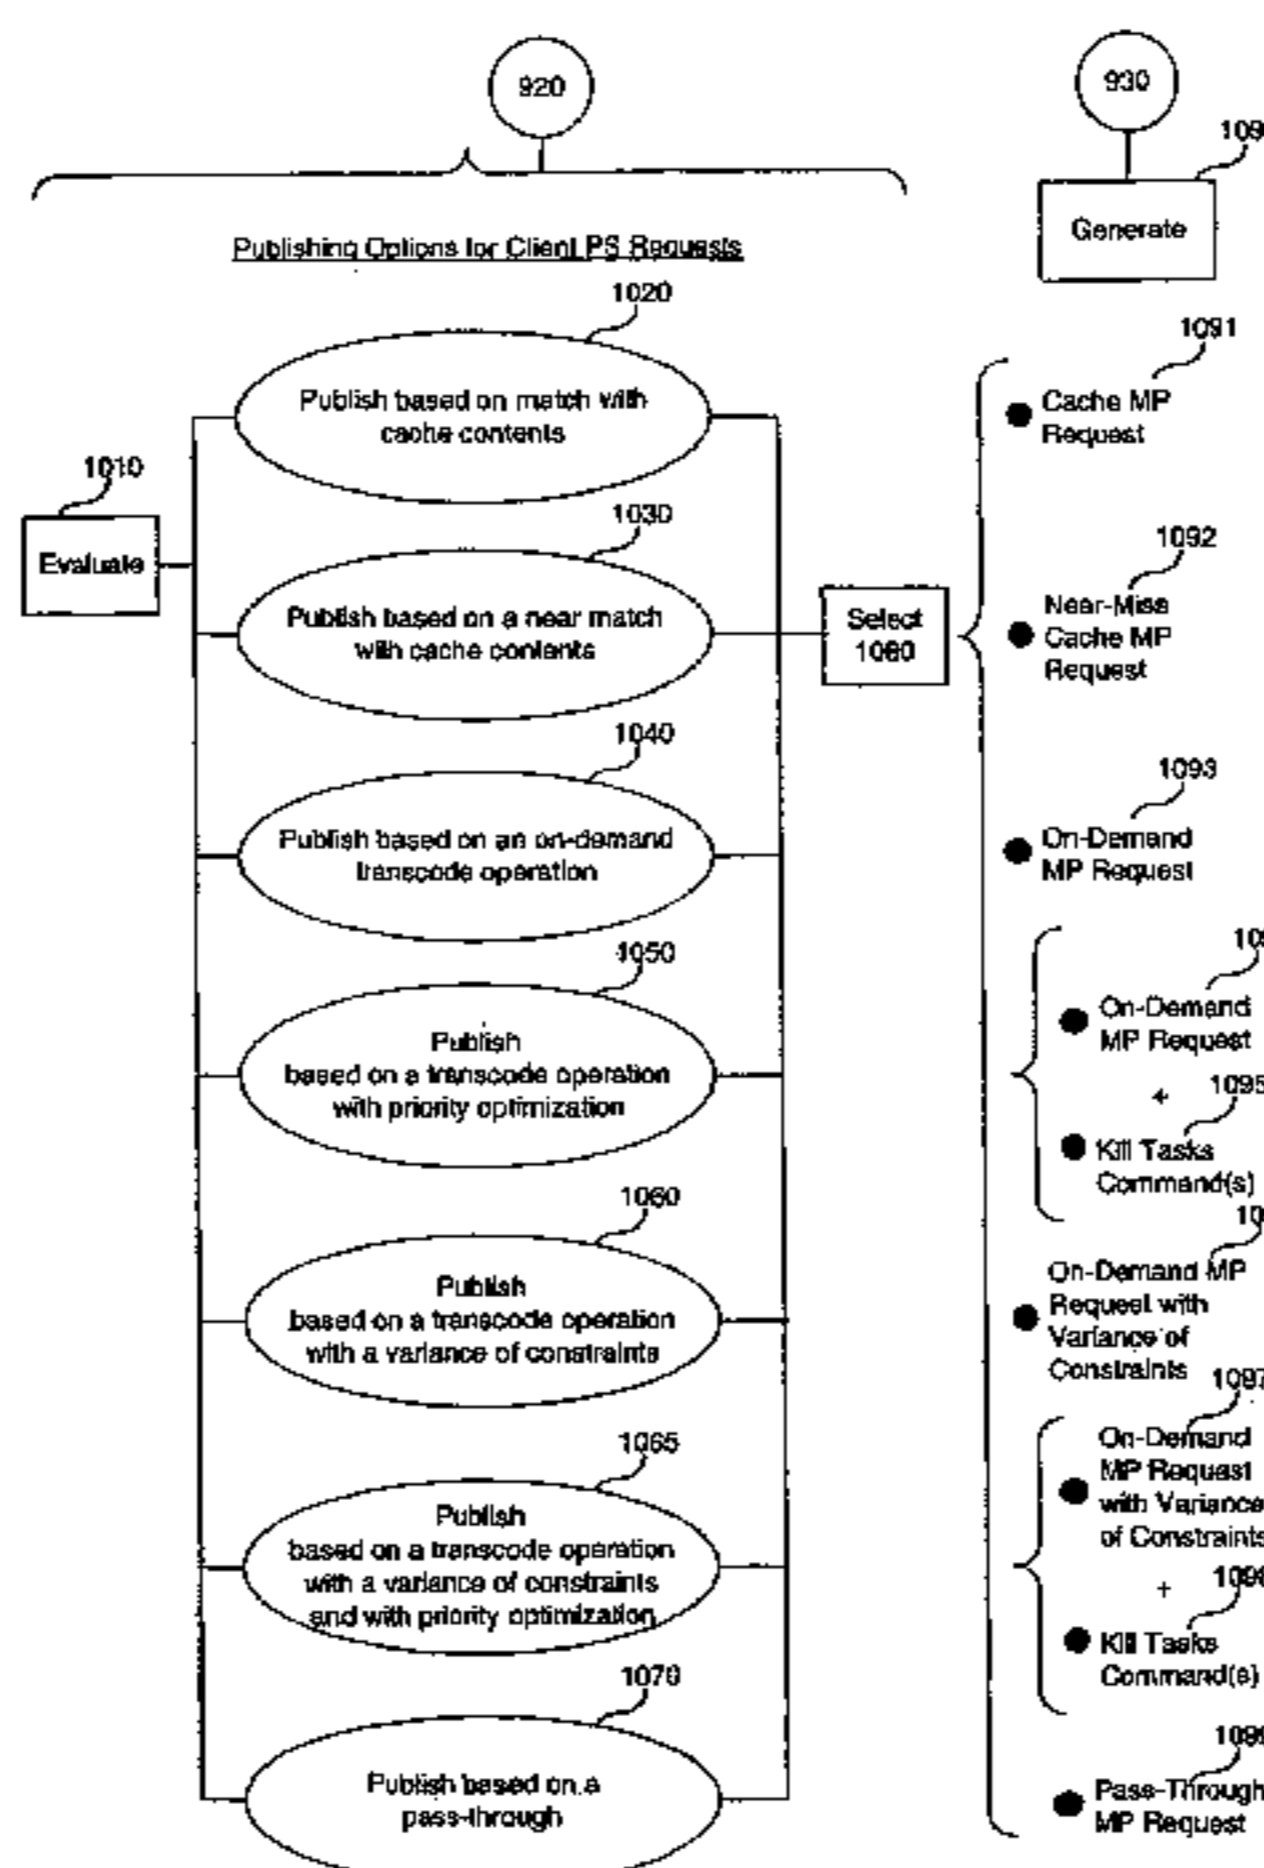 920
930
109
Generate
Publishing Options for Client PS Requests
1020
Publish based on match with
cache contents
1010
Evaluate
1030
Publish based on a near match
with cache contents
1040
Publish based on an on-demand
transcode operation
1050
Publish
based on a transcode operation
with priority optimization
1060
Publish
based on a transcode operation
with a variance of constraints
1065
Publish
based on a transcode operation
with a variance of constraints
and with priority optimization
1070
Publish based on a
pass-through
Select
1080
1091
Cache MP
Request
1092
Near-Miss
Cache MP
Request
1093
On-Demand
MP Request
109
On-Demand
MP Request
+
1095
Kill Tasks
Command(s)
10
On-Demand MP
Request with
Variance of
Constraints
1097
On-Demand
MP Request
with Variance
of Constraints
+
1098
Kill Tasks
Command(s)
1099
Pass-Through
MP Request